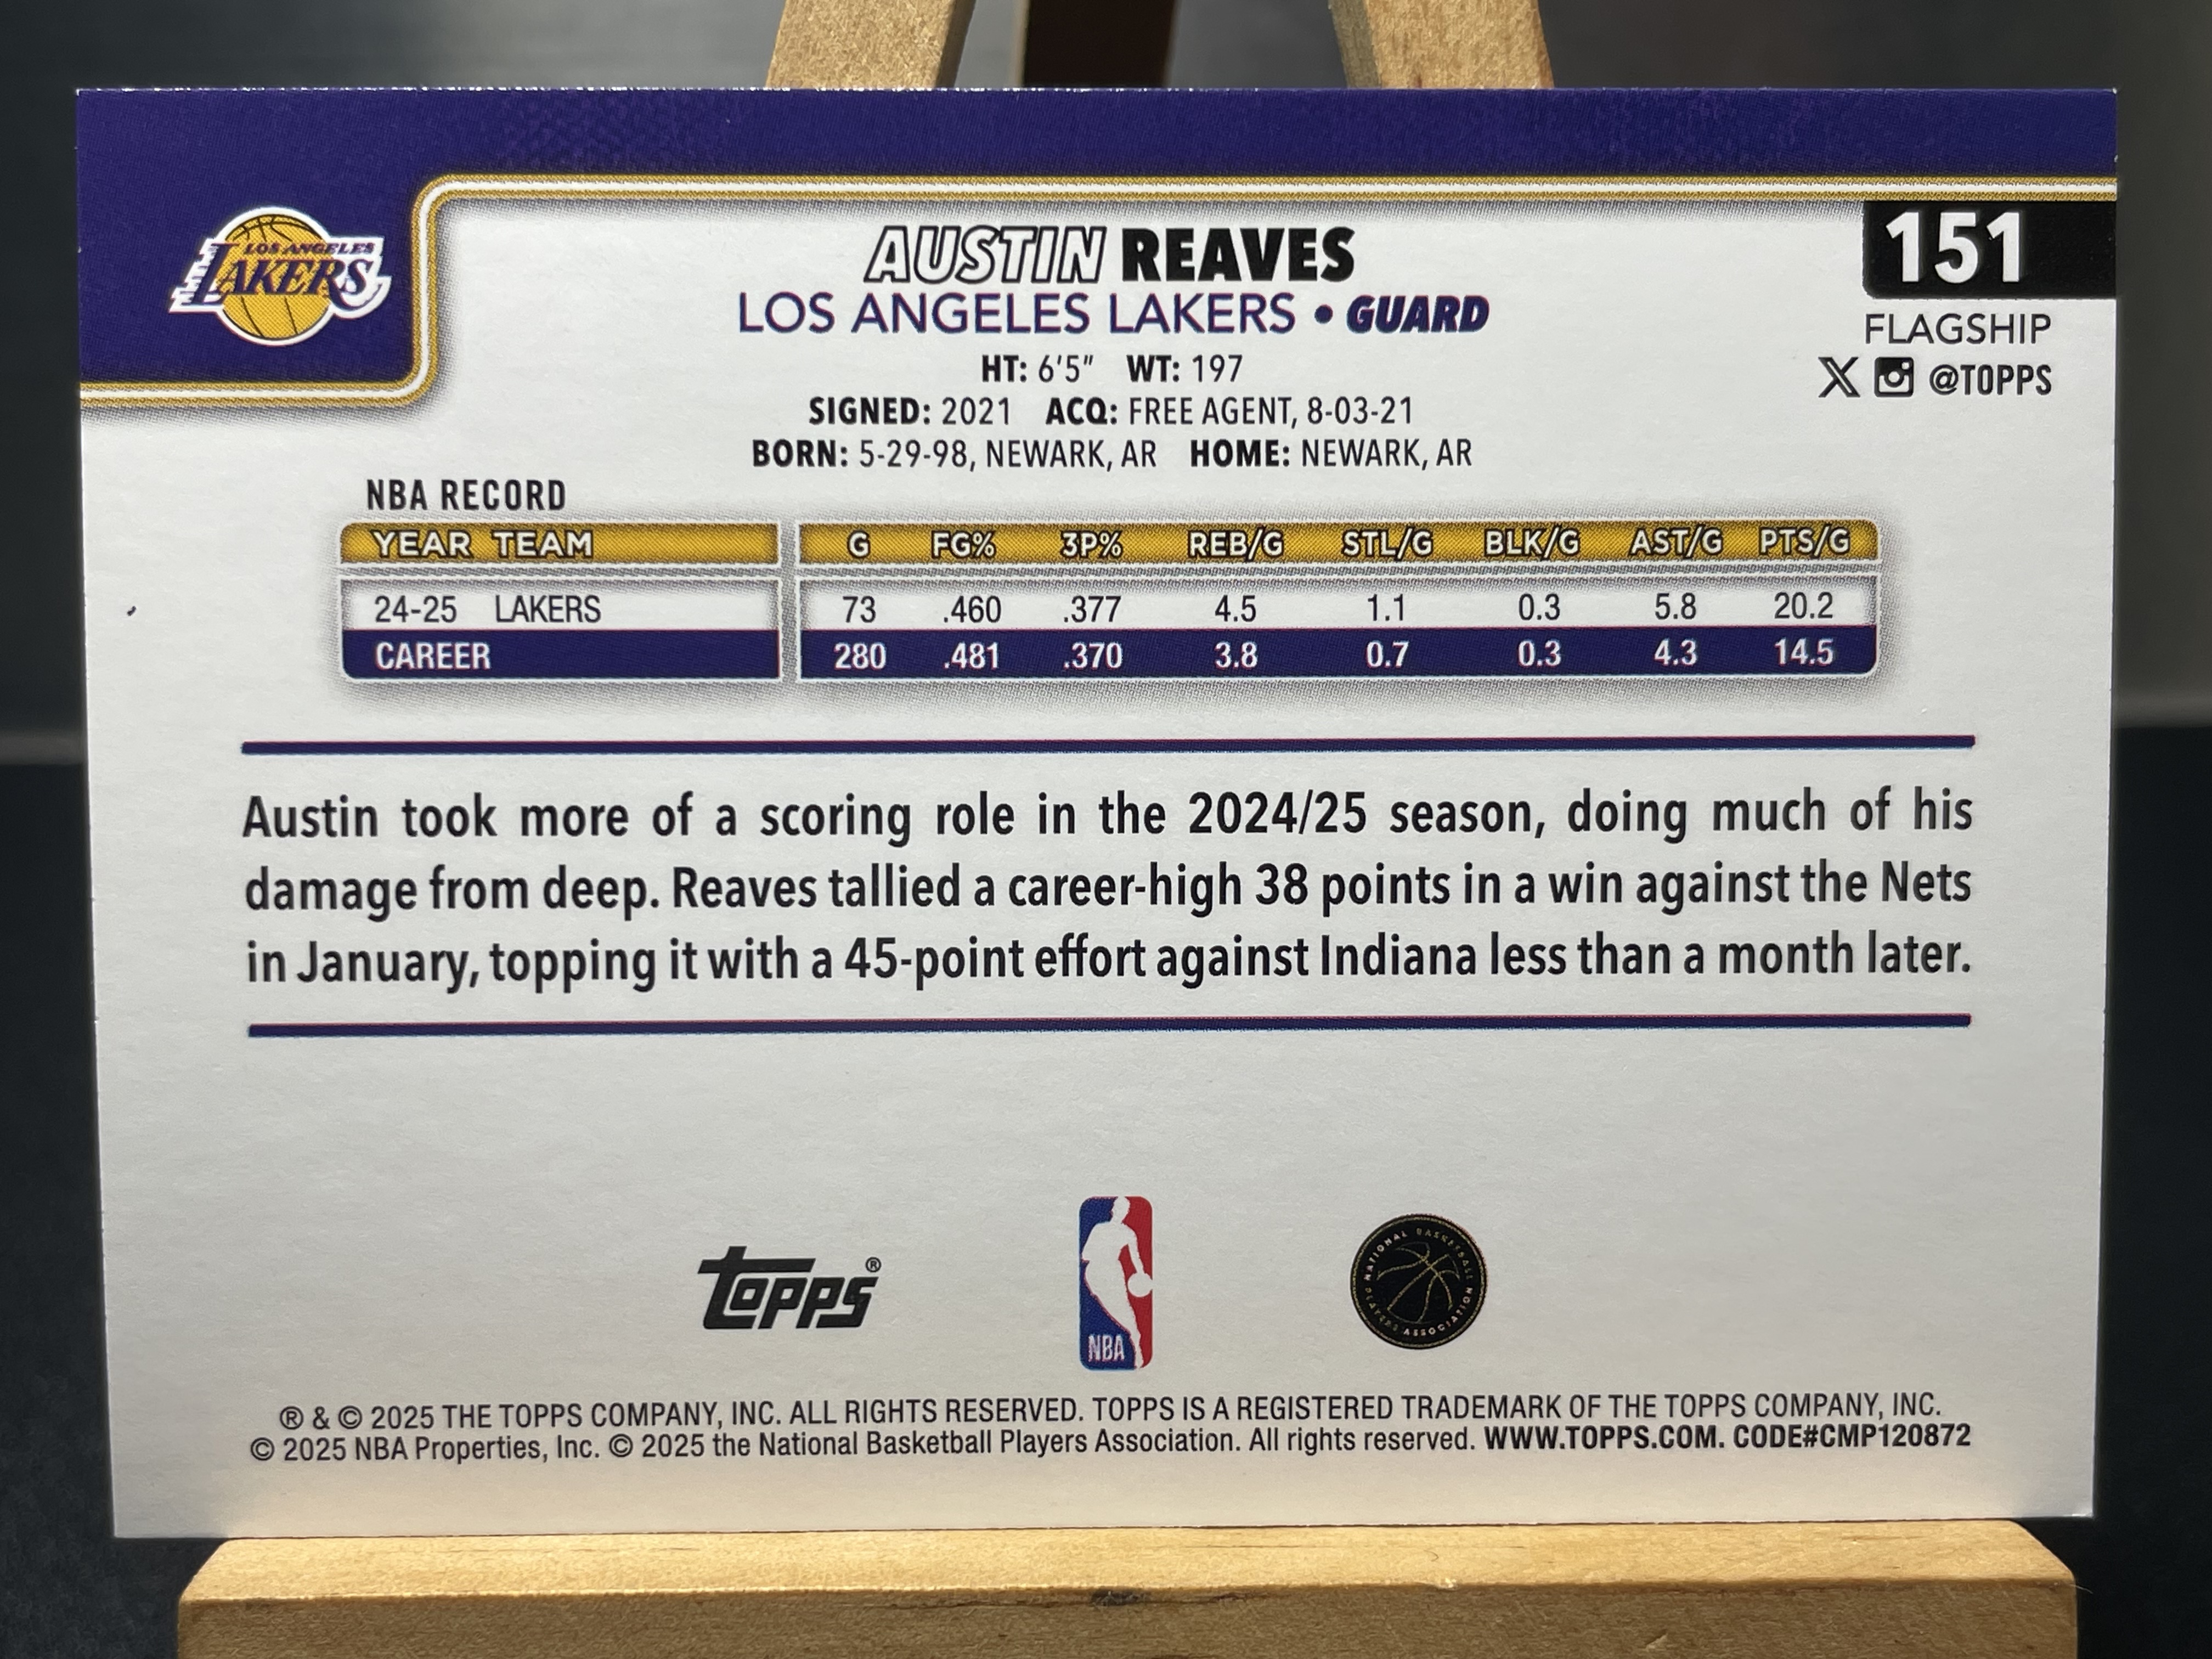 LOS ANGELES
LAKERS
AUSTIN REAVES
LOS ANGELES LAKERS • GUARD
HT: 6'5" WT: 197
SIGNED: 2021 ACQ: FREE AGENT, 8-03-21
BORN: 5-29-98, NEWARK, AR HOME: NEWARK, AR
151
FLAGSHIP
X @TOPPS
NBA RECORD
YEAR TEAM G FG% 3P% REB/G STL/G BLK/G AST/G PTS/G
24-25 LAKERS 73 .460 .377 4.5 1.1 0.3 5.8 20.2
CAREER 280 .481 .370 3.8 0.7 0.3 4.3 14.5
Austin took more of a scoring role in the 2024/25 season, doing much of his
damage from deep. Reaves tallied a career-high 38 points in a win against the Nets
in January, topping it with a 45-point effort against Indiana less than a month later.
Topps®
NBA
NATIONAL BASKETBALL PLAYERS ASSOCIATION
® & © 2025 THE TOPPS COMPANY, INC. ALL RIGHTS RESERVED. TOPPS IS A REGISTERED TRADEMARK OF THE TOPPS COMPANY, INC.
© 2025 NBA Properties, Inc. © 2025 the National Basketball Players Association. All rights reserved. WWW.TOPPS.COM. CODE#CMP120872